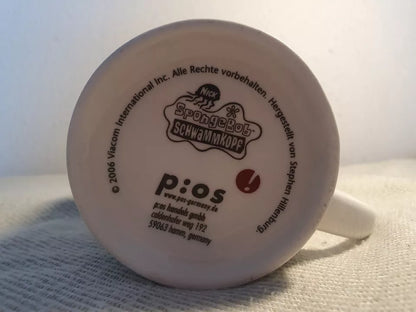 © 2006 Viacom International Inc. Alle Rechte vorbehalten. Hergestellt von Stephen Hillenburg.
NICK
SpongeBob
SCHWAMMKOPF
p:os
www.pos-germany.de
p:os handels gmbh
caldenhofer weg 192
59063 hamm, germany